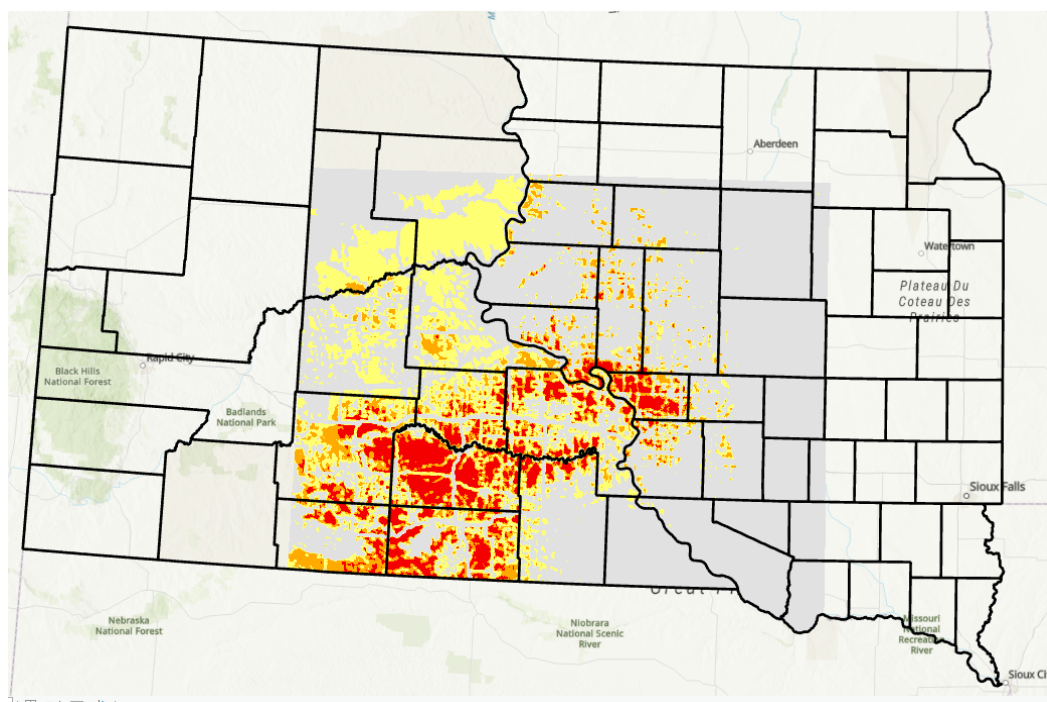 Aberdeen
Watertown
Plateau Du
Coteau Des
Prairies
Rapid City
Black Hills
National Forest
Badlands
National Park
Sioux Falls
Nebraska
National Forest
Niobrara
National Scenic
River
Missouri
National
Recreation
River